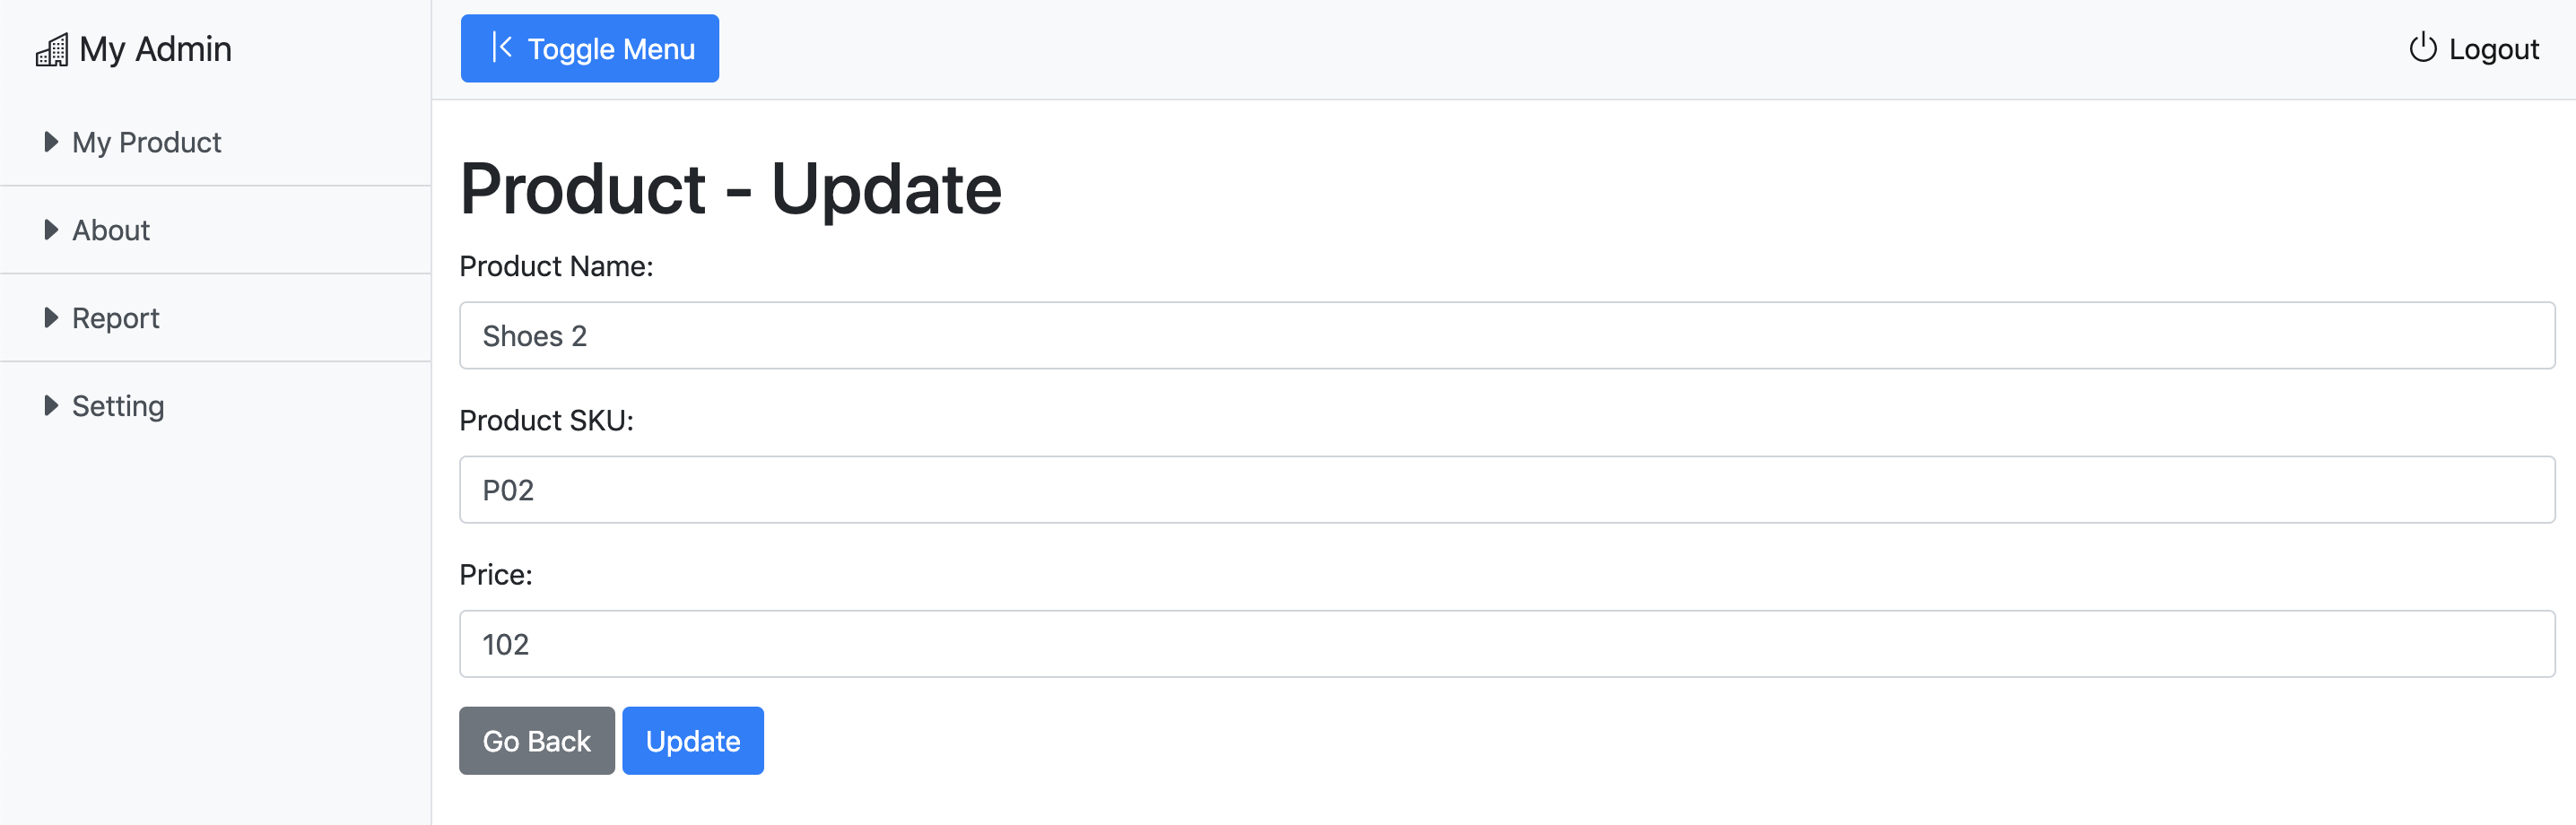 My Admin
Toggle Menu
Logout
My Product
About
Report
Setting
Product - Update
Product Name:
Shoes 2
Product SKU:
P02
Price:
102
Go Back
Update